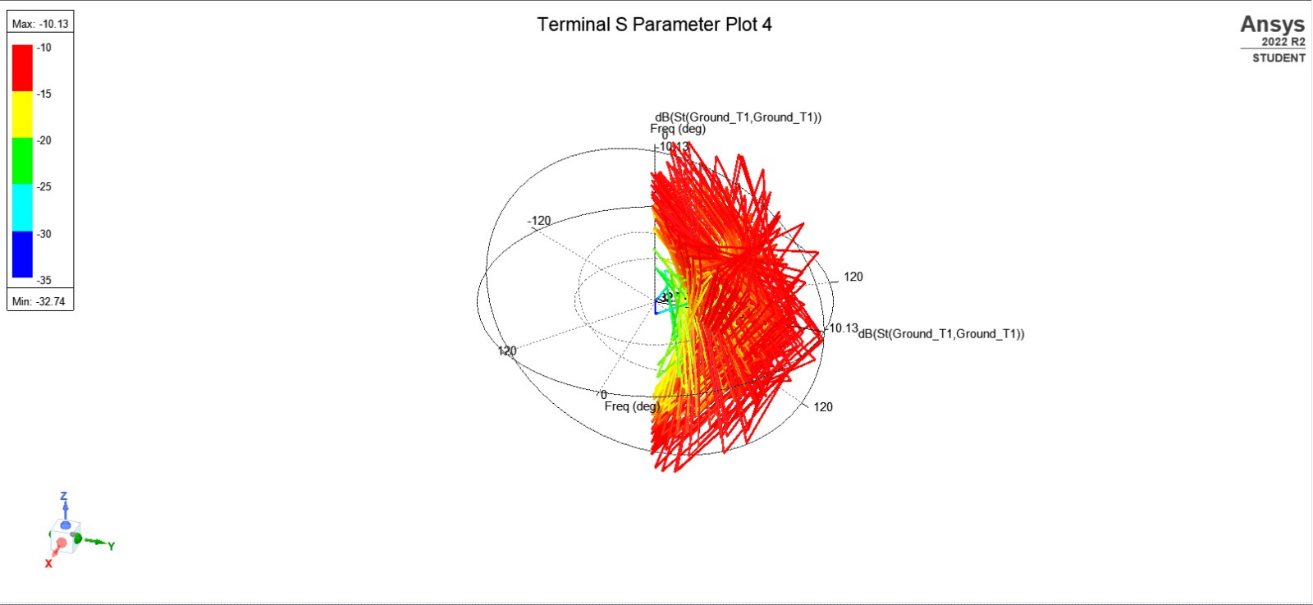 Terminal S Parameter Plot 4
Ansys
2022 R2
STUDENT
Max: -10.13
-10
-15
-20
-25
-30
-35
Min: -32.74
dB(St(Ground_T1,Ground_T1))
Freq (deg)
0
-10.13
-120
120
-10.13
dB(St(Ground_T1,Ground_T1))
120
0
Freq (deg)
120
Z
Y
X